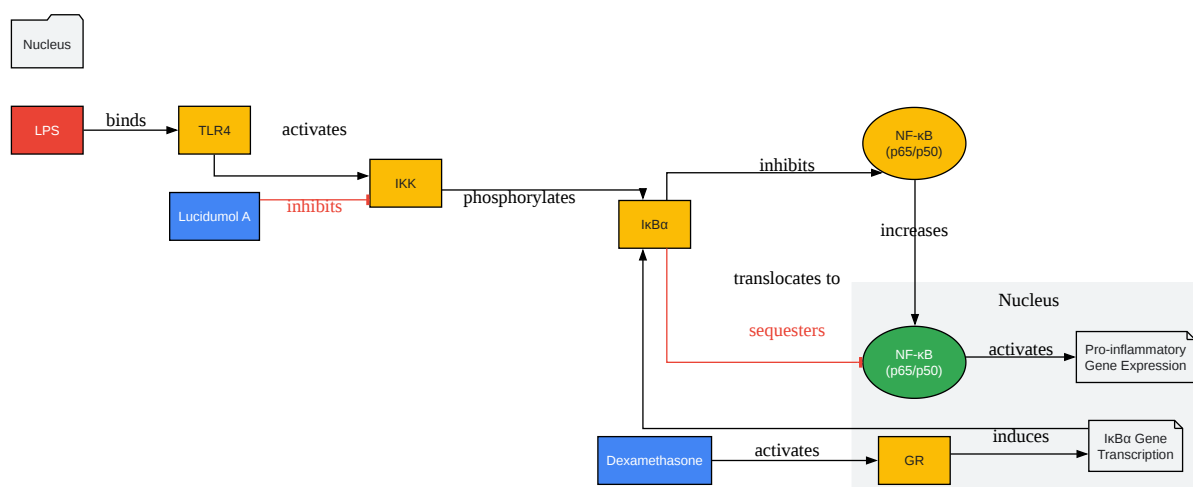 Nucleus
LPS
binds
TLR4
activates
Lucidumol A
inhibits
IKK
phosphorylates
IκBα
inhibits
NF-κB
(p65/p50)
increases
translocates to
sequesters
Nucleus
NF-κB
(p65/p50)
activates
Pro-inflammatory
Gene Expression
Dexamethasone
activates
GR
induces
IκBα Gene
Transcription